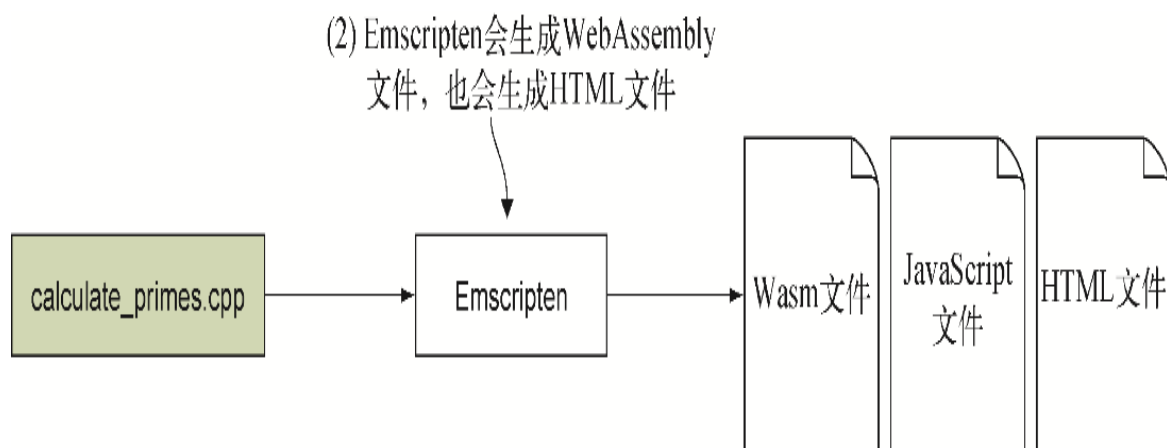 (2) Emscripten会生成WebAssembly
文件，也会生成HTML文件
calculate_primes.cpp
Emscripten
Wasm文件
JavaScript
文件
HTML文件